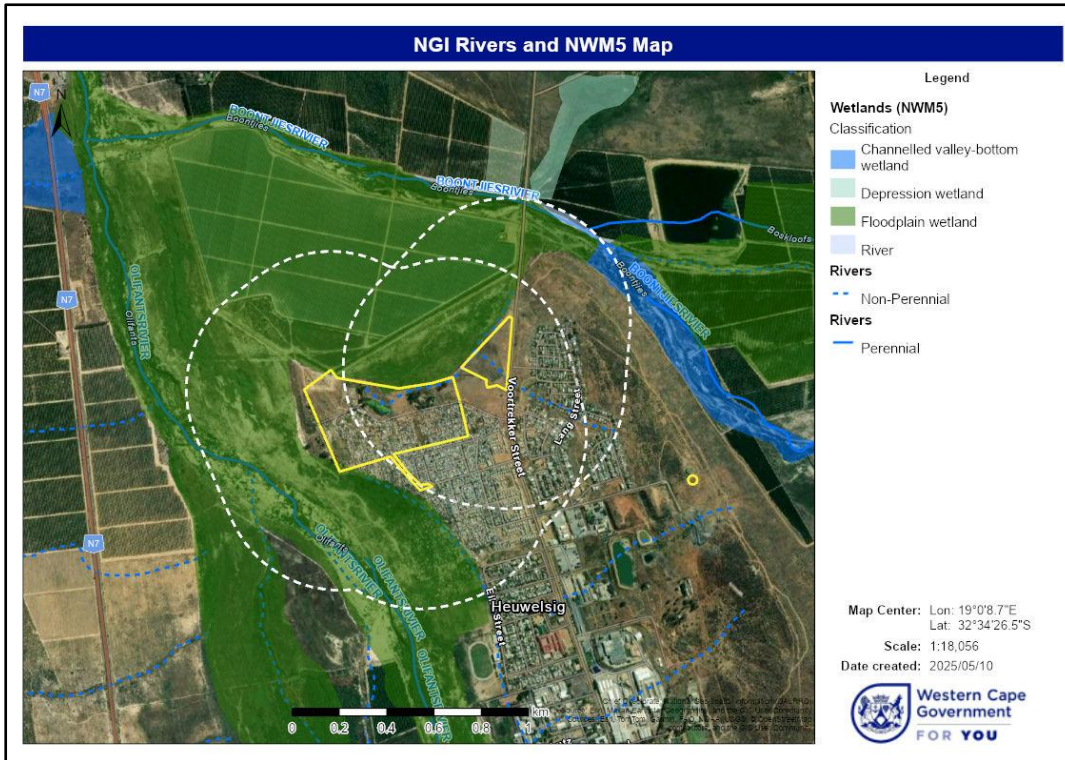 NGI Rivers and NWM5 Map
N7
N
BOONTJIESRIVIER
Boontjies
BOONTJIESRIVIER
Boontjies
Boskloofs
Boontjies
BOONTJIESRIVIER
OLIFANTSRIVIER
Olifants
N7
N7
Voortrekker Street
Lang Street
Olifants
OLIFANTSRIVIER
OLIFANTSRIVIER
OLIFANTSRIVIER
Street
Heuwelsig
0 0.2 0.4 0.6 0.8 1 km
Legend
Wetlands (NWM5)
Classification
Channelled valley-bottom
wetland
Depression wetland
Floodplain wetland
River
Rivers
Non-Perennial
Rivers
Perennial
Map Center: Lon: 19°0'8.7"E
Lat: 32°34'26.5"S
Scale: 1:18,056
Date created: 2025/05/10
Western Cape
Government
FOR YOU